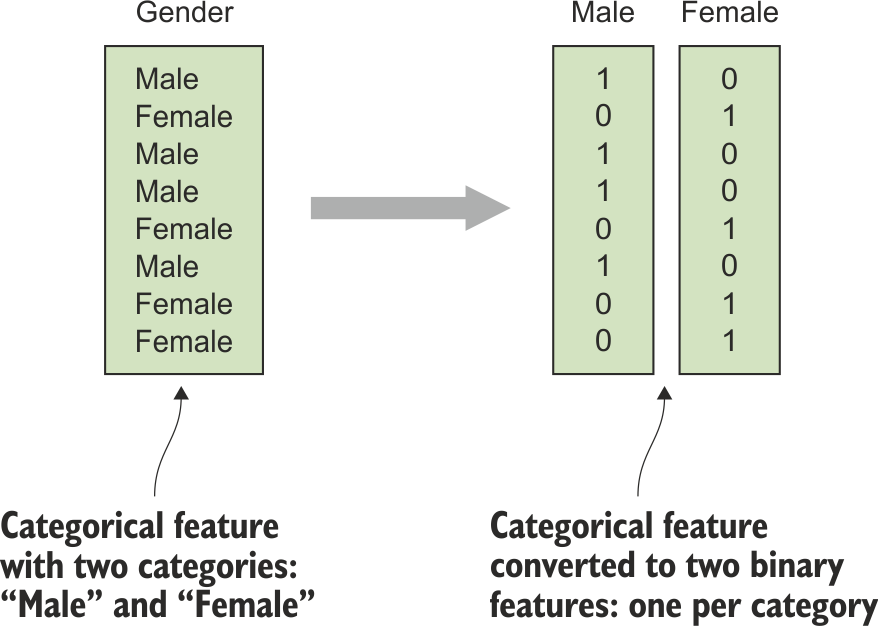 Gender
Male
Female
Male
Male
Female
Male
Female
Female
Categorical feature
with two categories:
“Male” and “Female”
Male Female
1 0
0 1
1 0
1 0
0 1
1 0
0 1
0 1
Categorical feature
converted to two binary
features: one per category